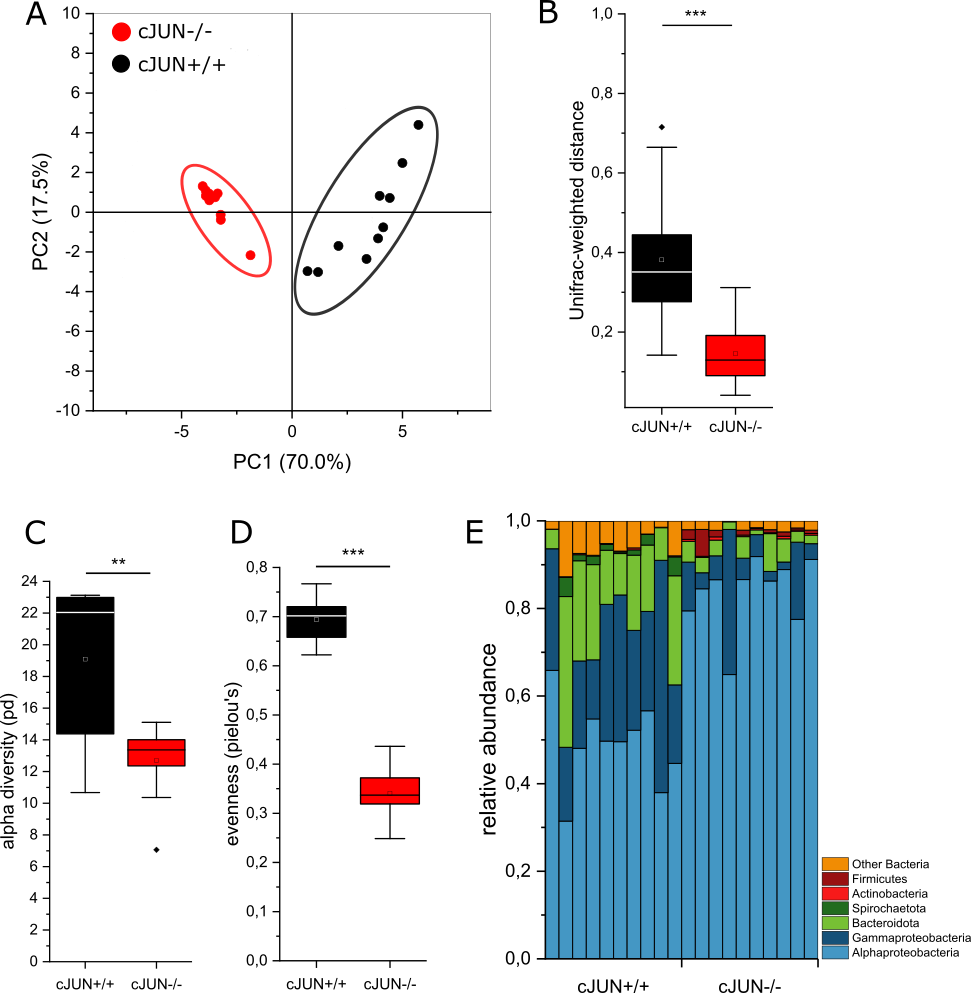 A
cJUN-/-
cJUN+/+
10
8
6
4
2
0
-2
-4
-6
-8
-10
-5
0
5
PC2 (17.5%)
PC1 (70.0%)
B
***
1,0
0,8
0,6
0,4
0,2
Unifrac-weighted distance
cJUN+/+
cJUN-/-
C
**
24
22
20
18
16
14
12
10
8
6
4
2
0
alpha diversity (pd)
cJUN+/+
cJUN-/-
D
***
0,8
0,7
0,6
0,5
0,4
0,3
0,2
0,1
0,0
evenness (pielou's)
cJUN+/+
cJUN-/-
E
1,0
0,8
0,6
0,4
0,2
0,0
relative abundance
cJUN+/+
cJUN-/-
Other Bacteria
Firmicutes
Actinobacteria
Spirochaetota
Bacteroidota
Gammaproteobacteria
Alphaproteobacteria